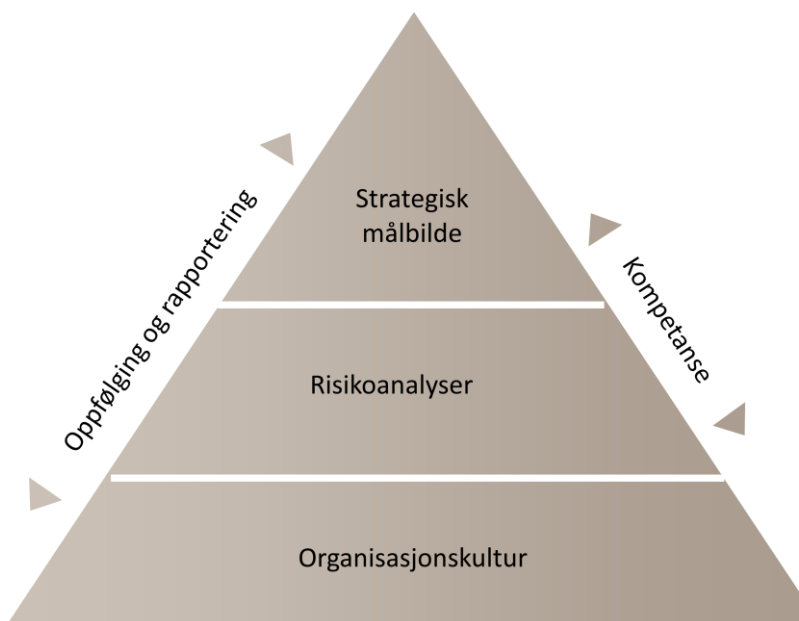 Strategisk
målbilde
Oppfølging og rapportering
Kompetanse
Risikoanalyser
Organisasjonskultur